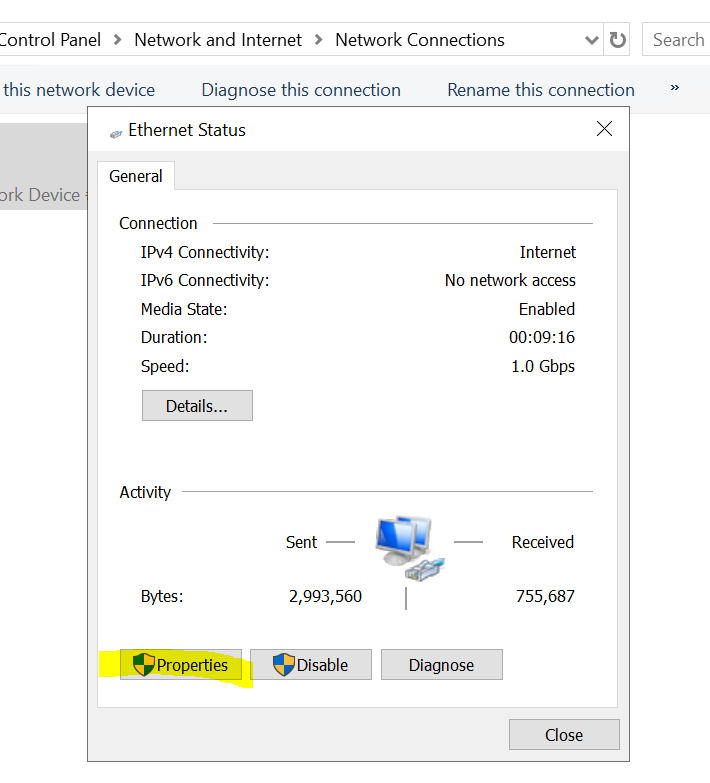 Control Panel > Network and Internet > Network Connections
Search
this network device Diagnose this connection Rename this connection »
Ethernet Status
ork Device
General
Connection
IPv4 Connectivity: Internet
IPv6 Connectivity: No network access
Media State: Enabled
Duration: 00:09:16
Speed: 1.0 Gbps
Details...
Activity
Sent Received
Bytes: 2,993,560 755,687
Properties Disable Diagnose
Close